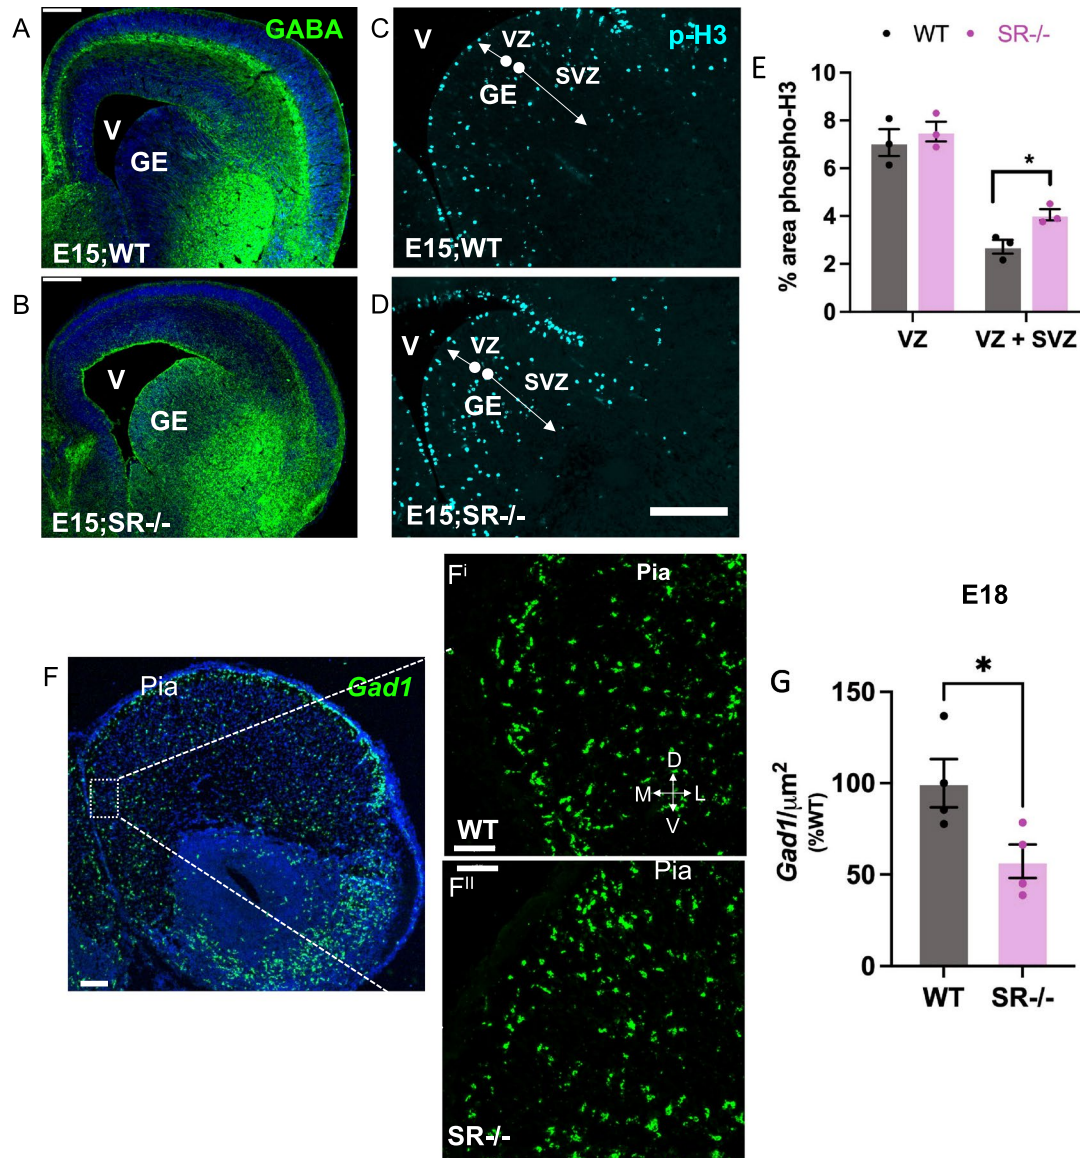 A
GABA
V
GE
E15;WT
B
V
GE
E15;SR-/-
C
V
VZ
p-H3
SVZ
GE
E15;WT
D
V
VZ
SVZ
GE
E15;SR-/-
WT SR-/-
E
% area phospho-H3
10
8
6
4
2
0
*
VZ VZ + SVZ
F
Pia
Gad1
Fi
Pia
D
M L
V
WT
FII
Pia
SR-/-
E18
G
*
Gad1/μm²
(%WT)
150
100
50
0
WT SR-/-